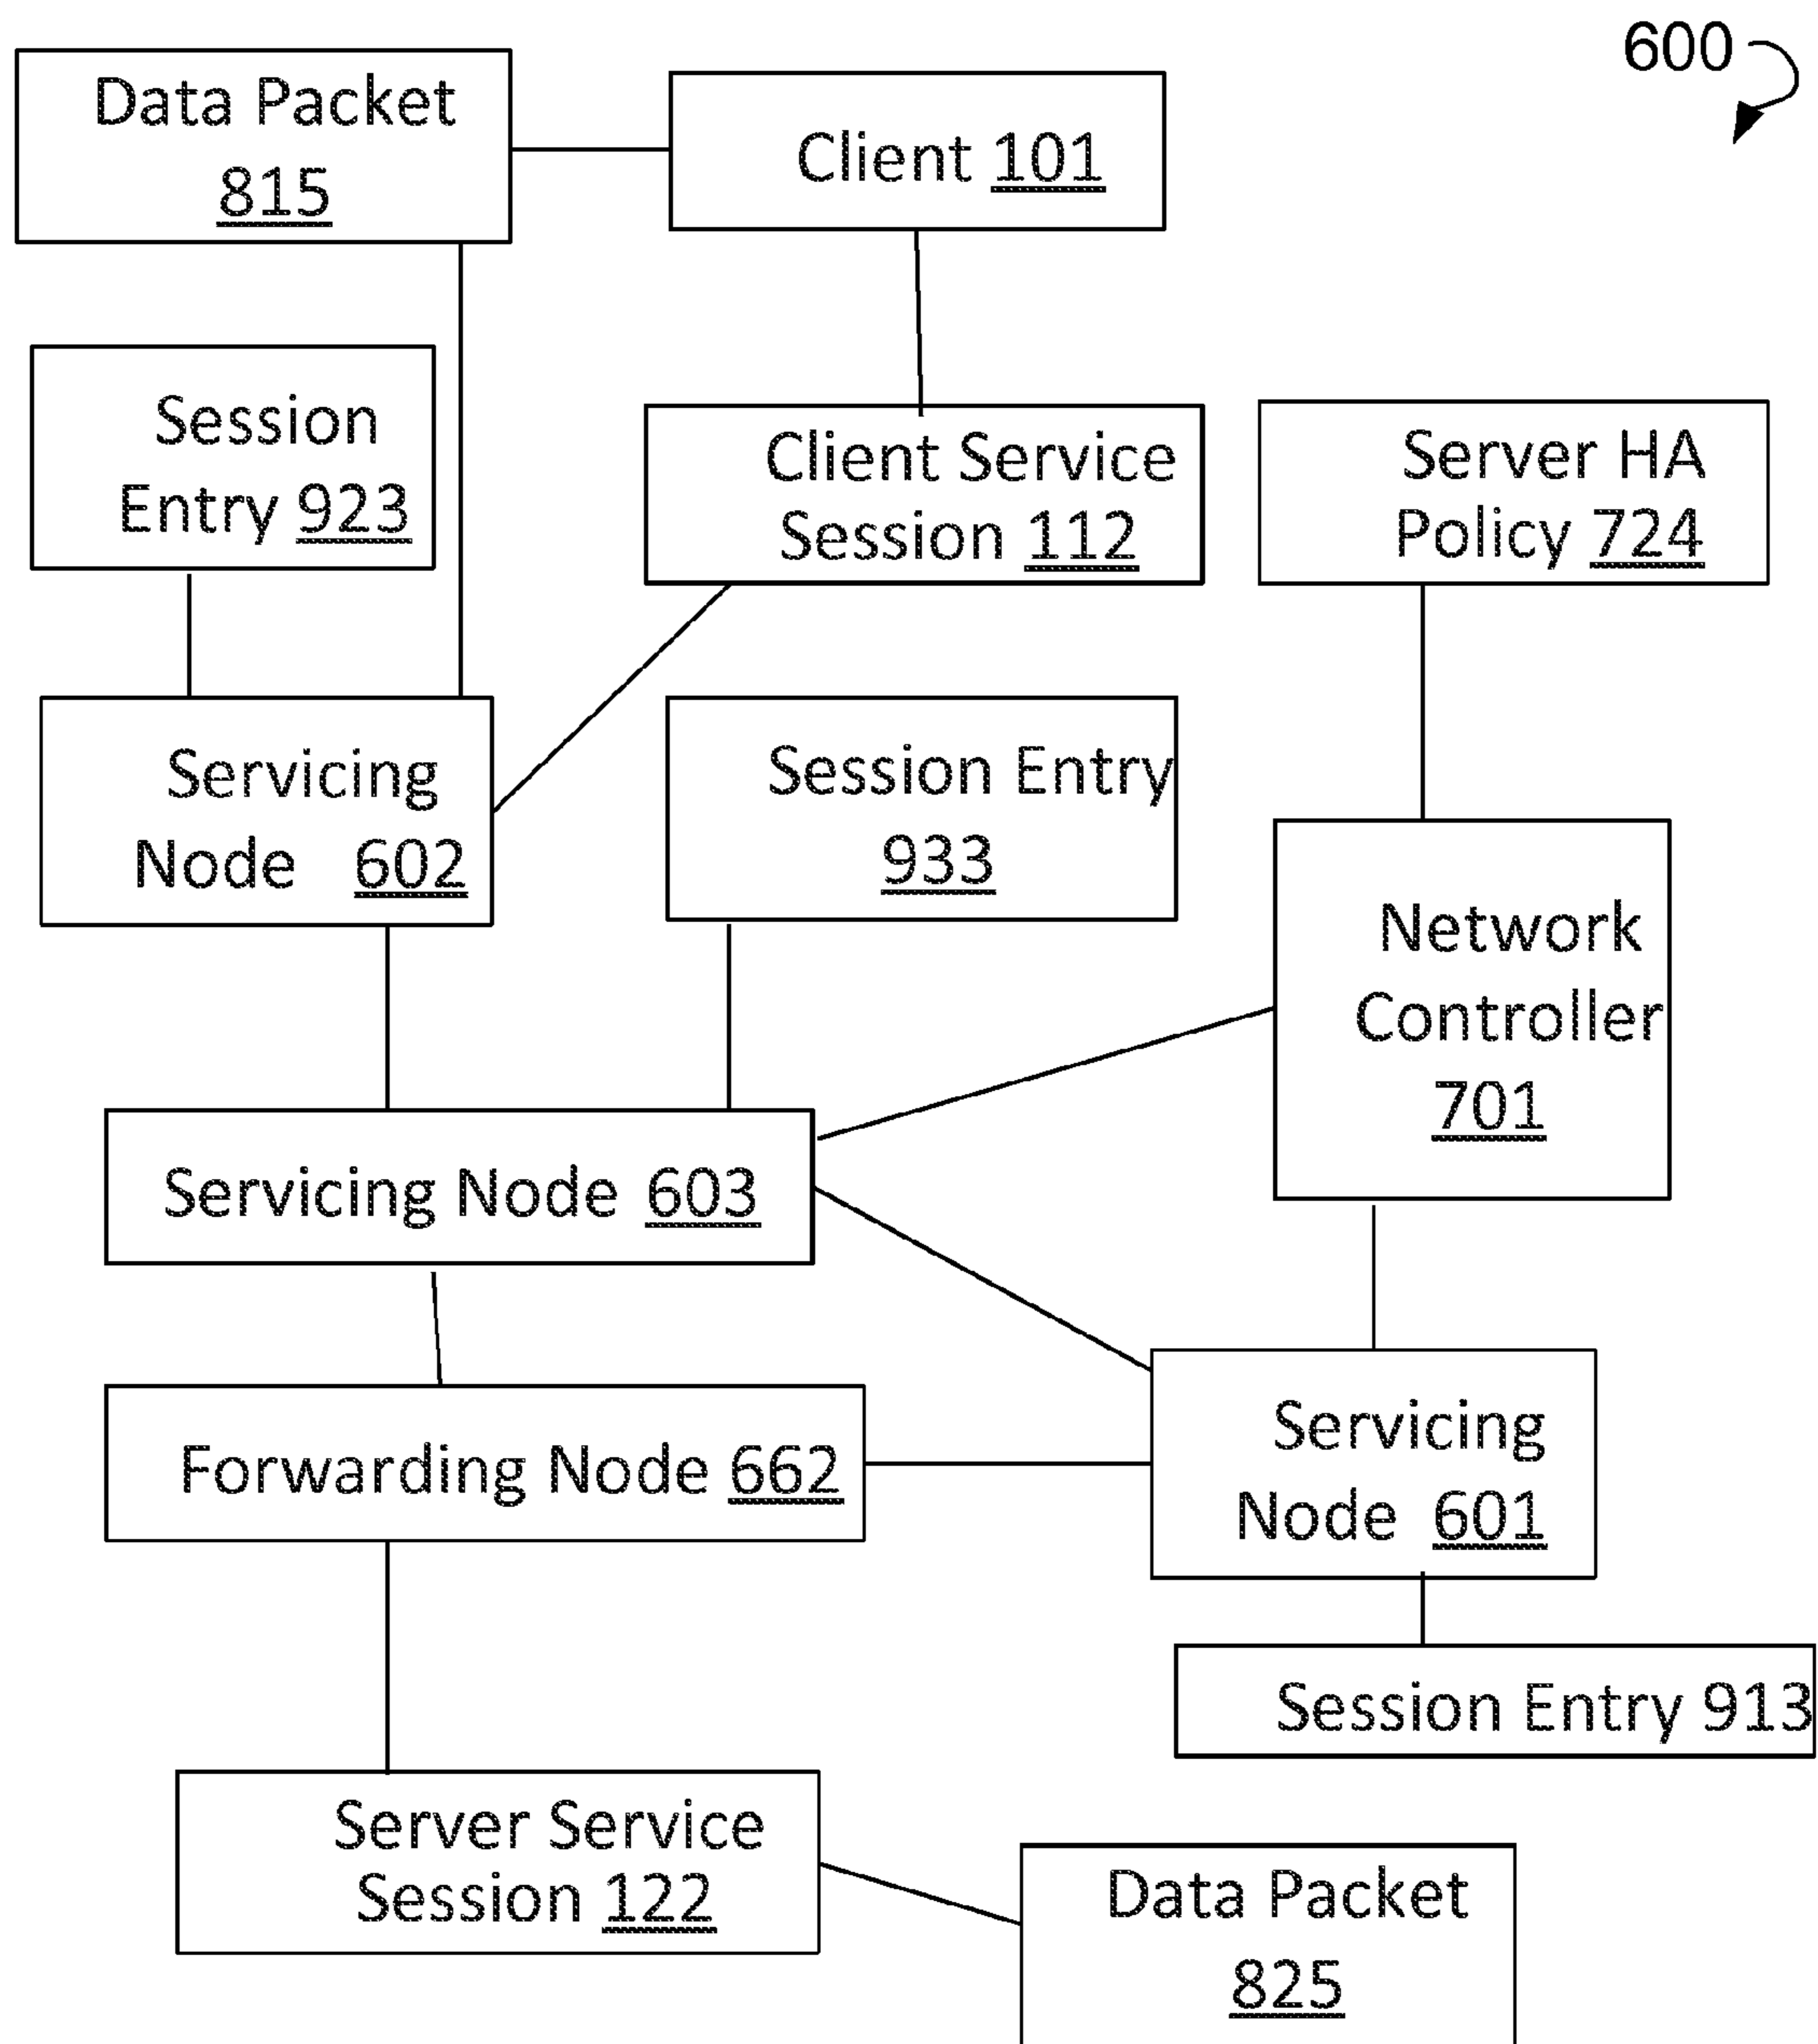 600
Data Packet
815
Client 101
Session
Entry 923
Client Service
Session 112
Server HA
Policy 724
Servicing
Node 602
Session Entry
933
Network
Controller
701
Servicing Node 603
Forwarding Node 662
Servicing
Node 601
Session Entry 913
Server Service
Session 122
Data Packet
825